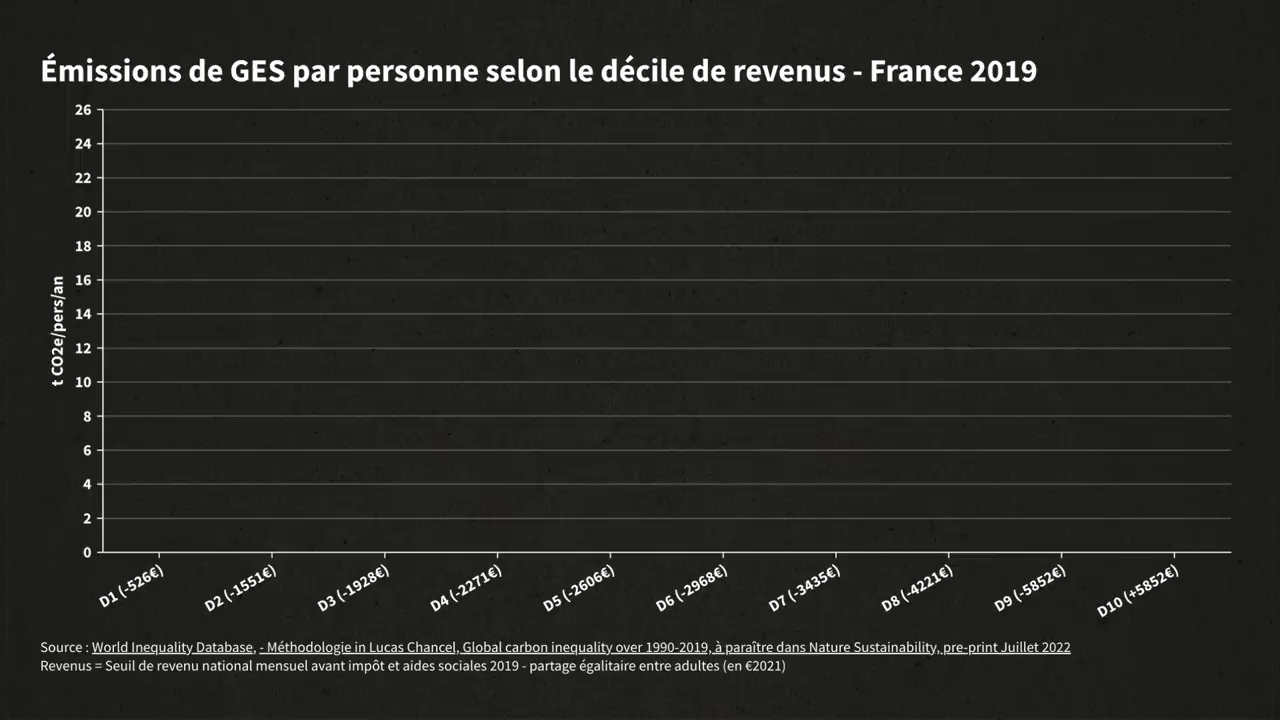 Émissions de GES par personne selon le décile de revenus - France 2019
26
24
22
20
18
16
14
12
10
8
6
4
2
0
t CO2e/pers/an
D1 (-526€)
D2 (-1551€)
D3 (-1928€)
D4 (-2271€)
D5 (-2606€)
D6 (-2968€)
D7 (-3435€)
D8 (-4221€)
D9 (-5852€)
D10 (+5852€)
Source : World Inequality Database, - Méthodologie in Lucas Chancel, Global carbon inequality over 1990-2019, à paraître dans Nature Sustainability, pre-print Juillet 2022
Revenus = Seuil de revenu national mensuel avant impôt et aides sociales 2019 - partage égalitaire entre adultes (en €2021)